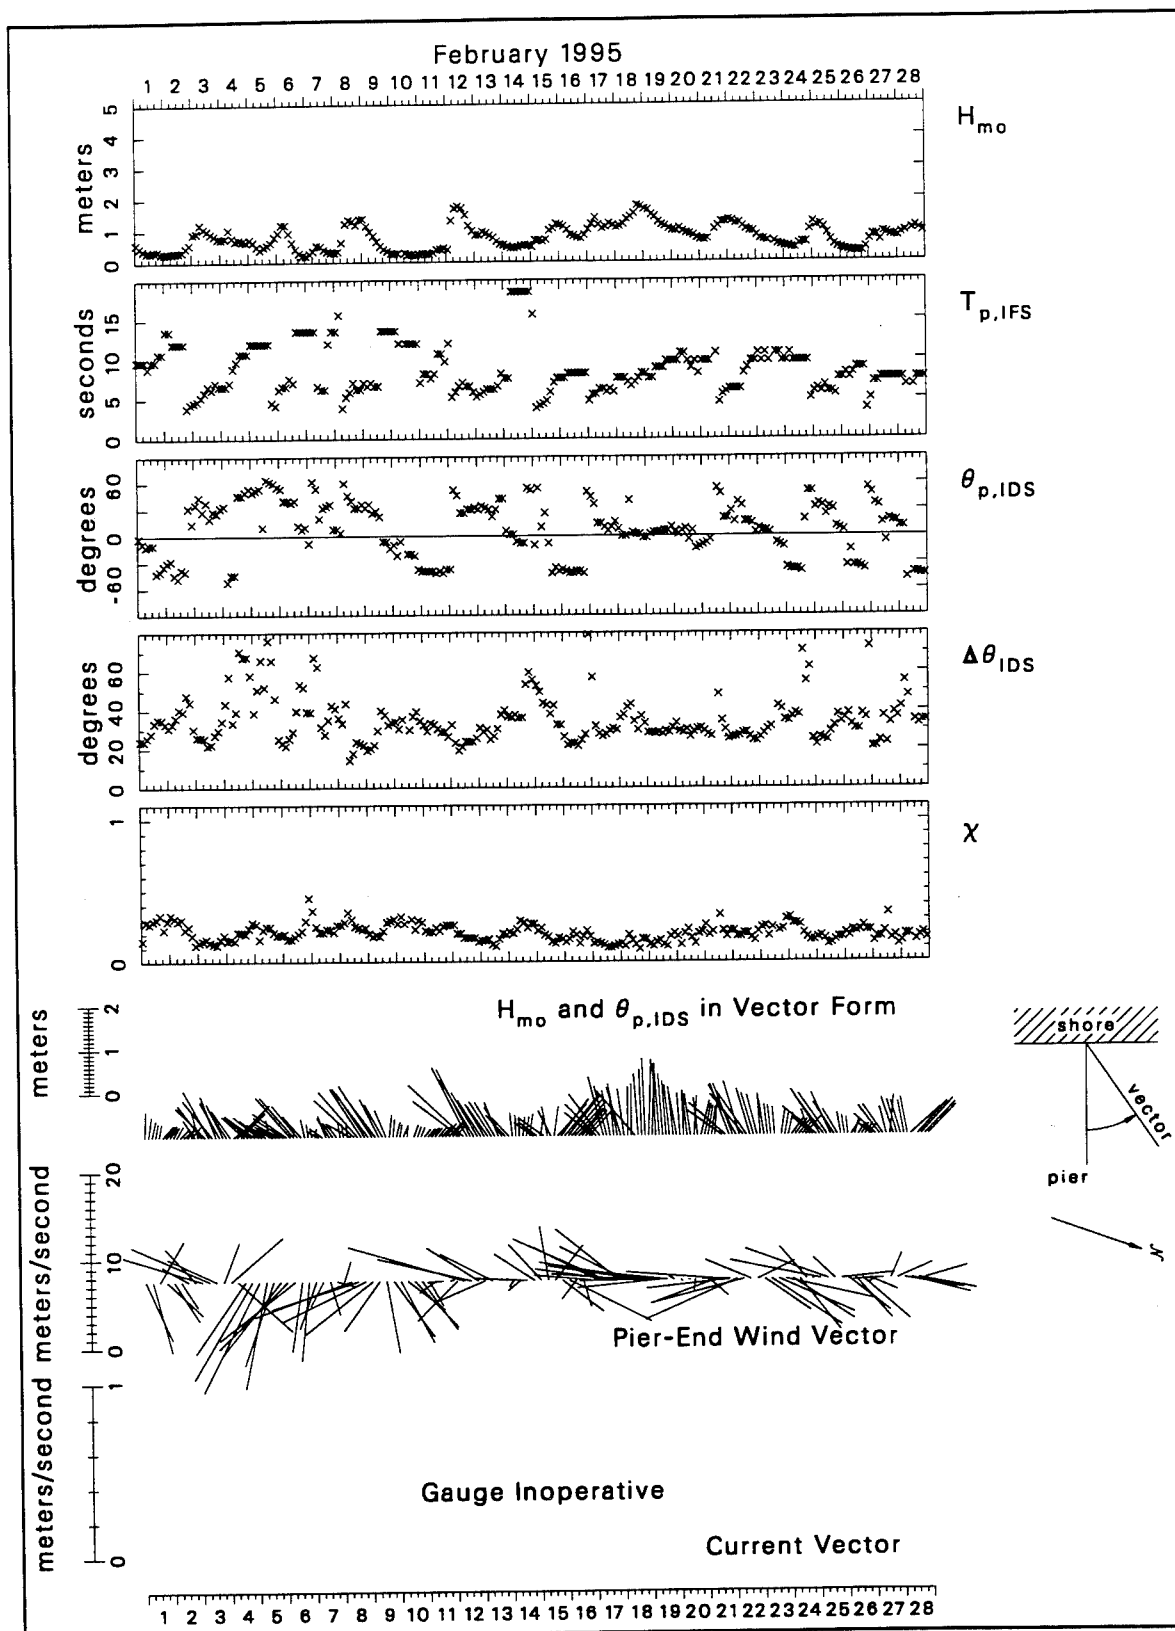 February 1995
1 2 3 4 5 6 7 8 9 10 11 12 13 14 15 16 17 18 19 20 21 22 23 24 25 26 27 28
H mo
meters
5
4
3
2
1
0
T p,IFS
seconds
15
10
5
0
θ p,IDS
degrees
60
0
-60
Δθ IDS
degrees
60
40
20
0
χ
1
0
H mo and θ p,IDS in Vector Form
meters
2
1
0
shore
vector
pier
N
meters/second
20
10
0
Pier-End Wind Vector
meters/second
1
0
Gauge Inoperative
Current Vector
1 2 3 4 5 6 7 8 9 10 11 12 13 14 15 16 17 18 19 20 21 22 23 24 25 26 27 28